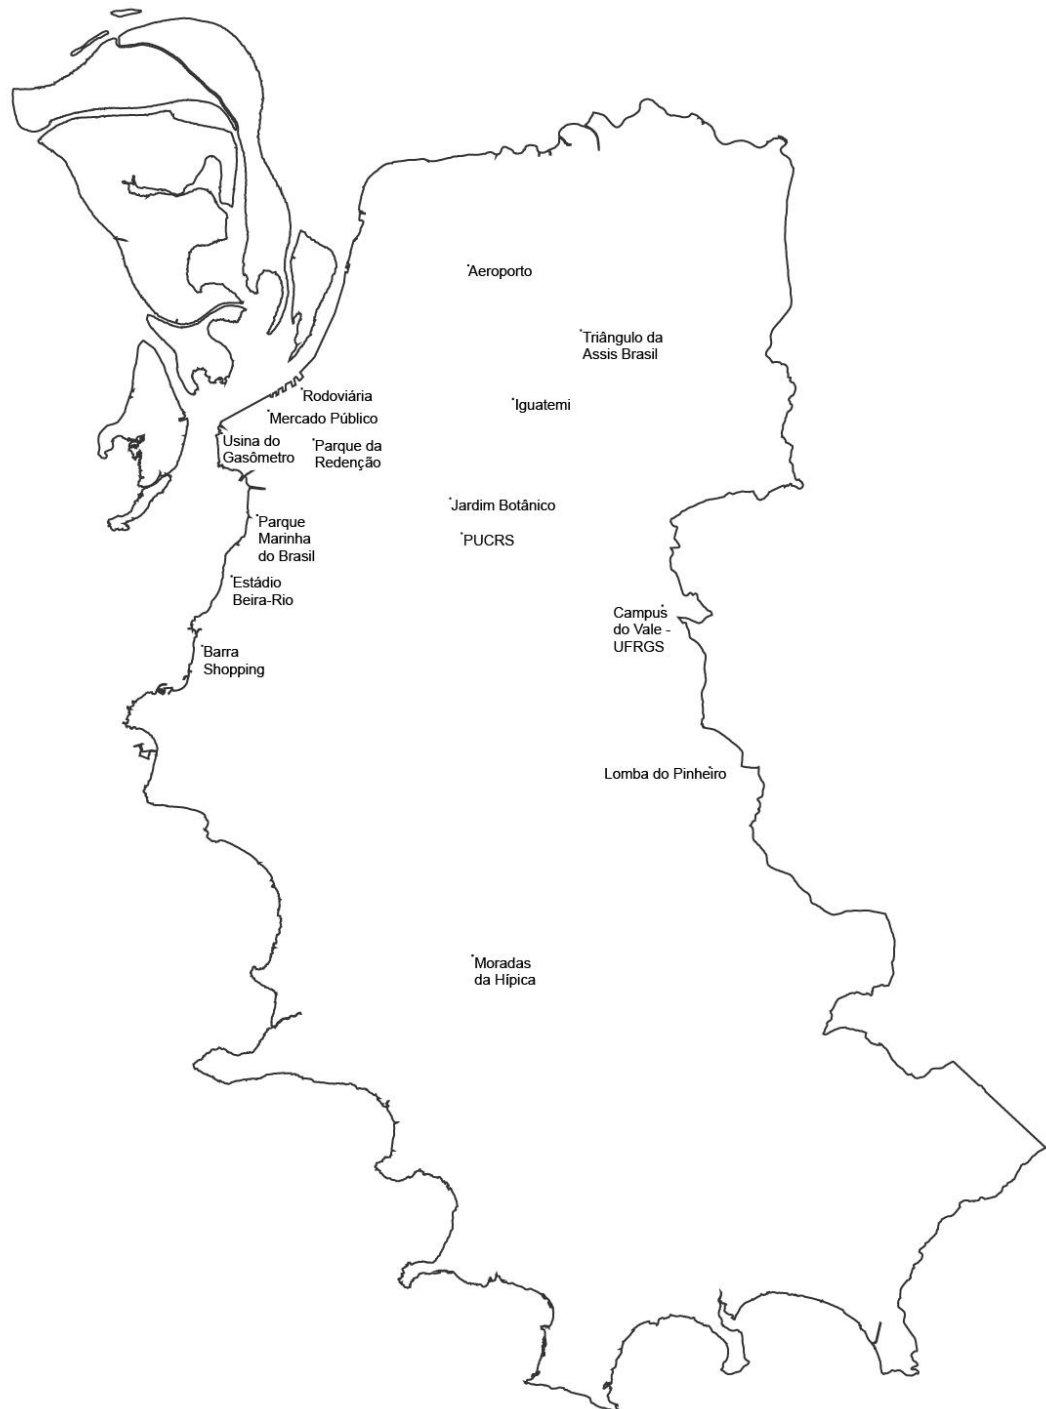 Aeroporto
Triângulo da
Assis Brasil
Rodoviária
Iguatemi
Mercado Público
Usina do
Gasômetro
Parque da
Redenção
Jardim Botânico
Parque
Marinha
do Brasil
PUCRS
Estádio
Beira-Rio
Campus
do Vale -
UFRGS
Barra
Shopping
Lomba do Pinheiro
Moradas
da Hípica